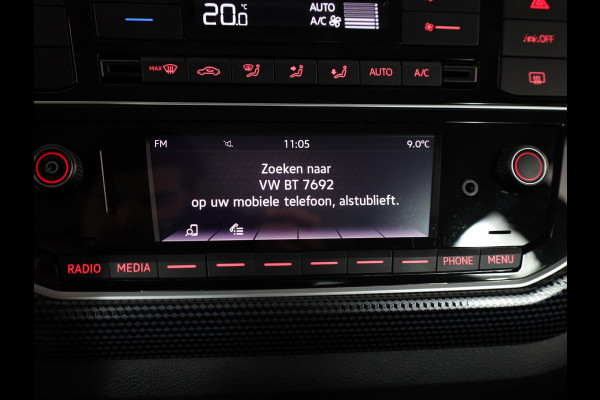 20.0 °C
AUTO
A/C
OFF
MAX
AUTO A/C
FM 11:05 9.0°C
Zoeken naar
VW BT 7692
op uw mobiele telefoon, alstublieft.
RADIO MEDIA PHONE MENU